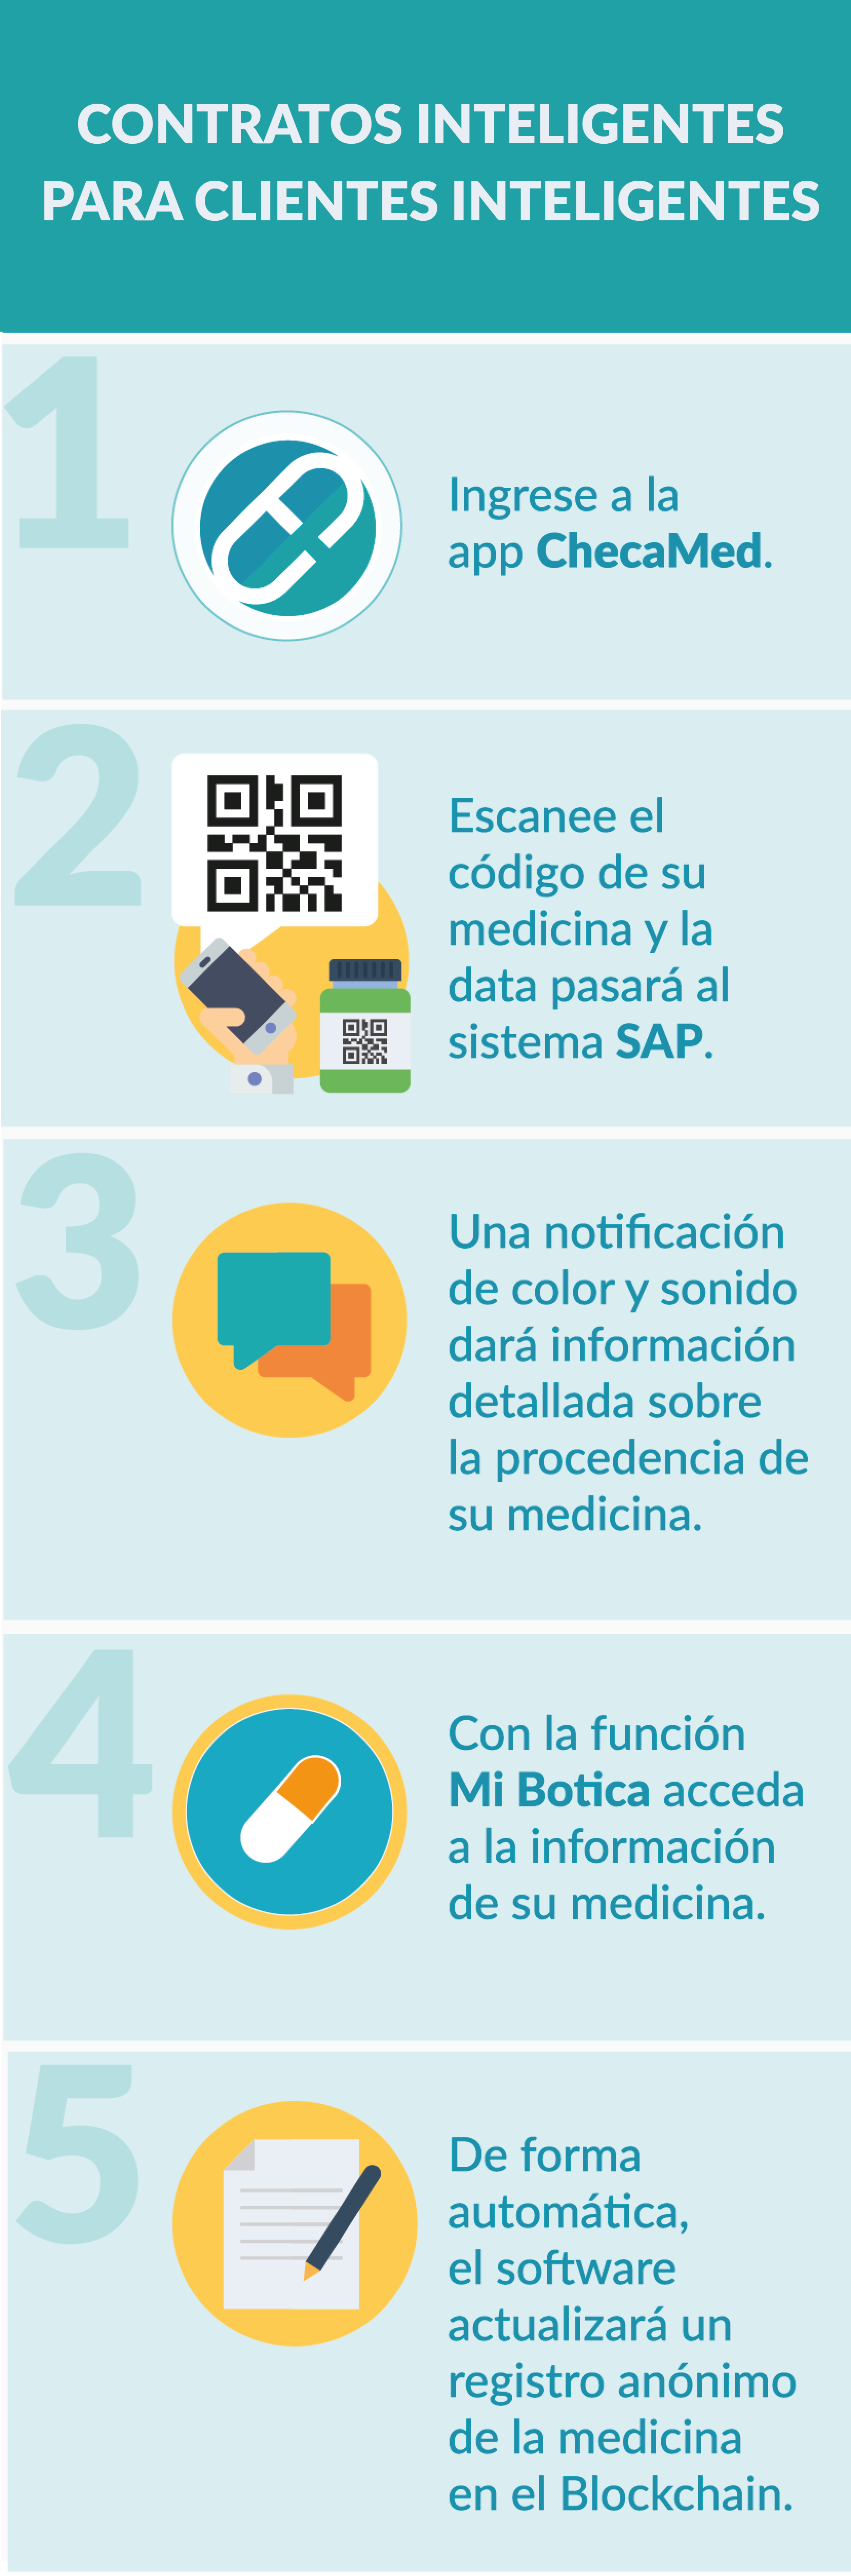 CONTRATOS INTELIGENTES
PARA CLIENTES INTELIGENTES
1
Ingrese a la
app ChecaMed.
2
Escanee el
código de su
medicina y la
data pasará al
sistema SAP.
3
Una notificación
de color y sonido
dará información
detallada sobre
la procedencia de
su medicina.
4
Con la función
Mi Botica acceda
a la información
de su medicina.
5
De forma
automática,
el software
actualizará un
registro anónimo
de la medicina
en el Blockchain.